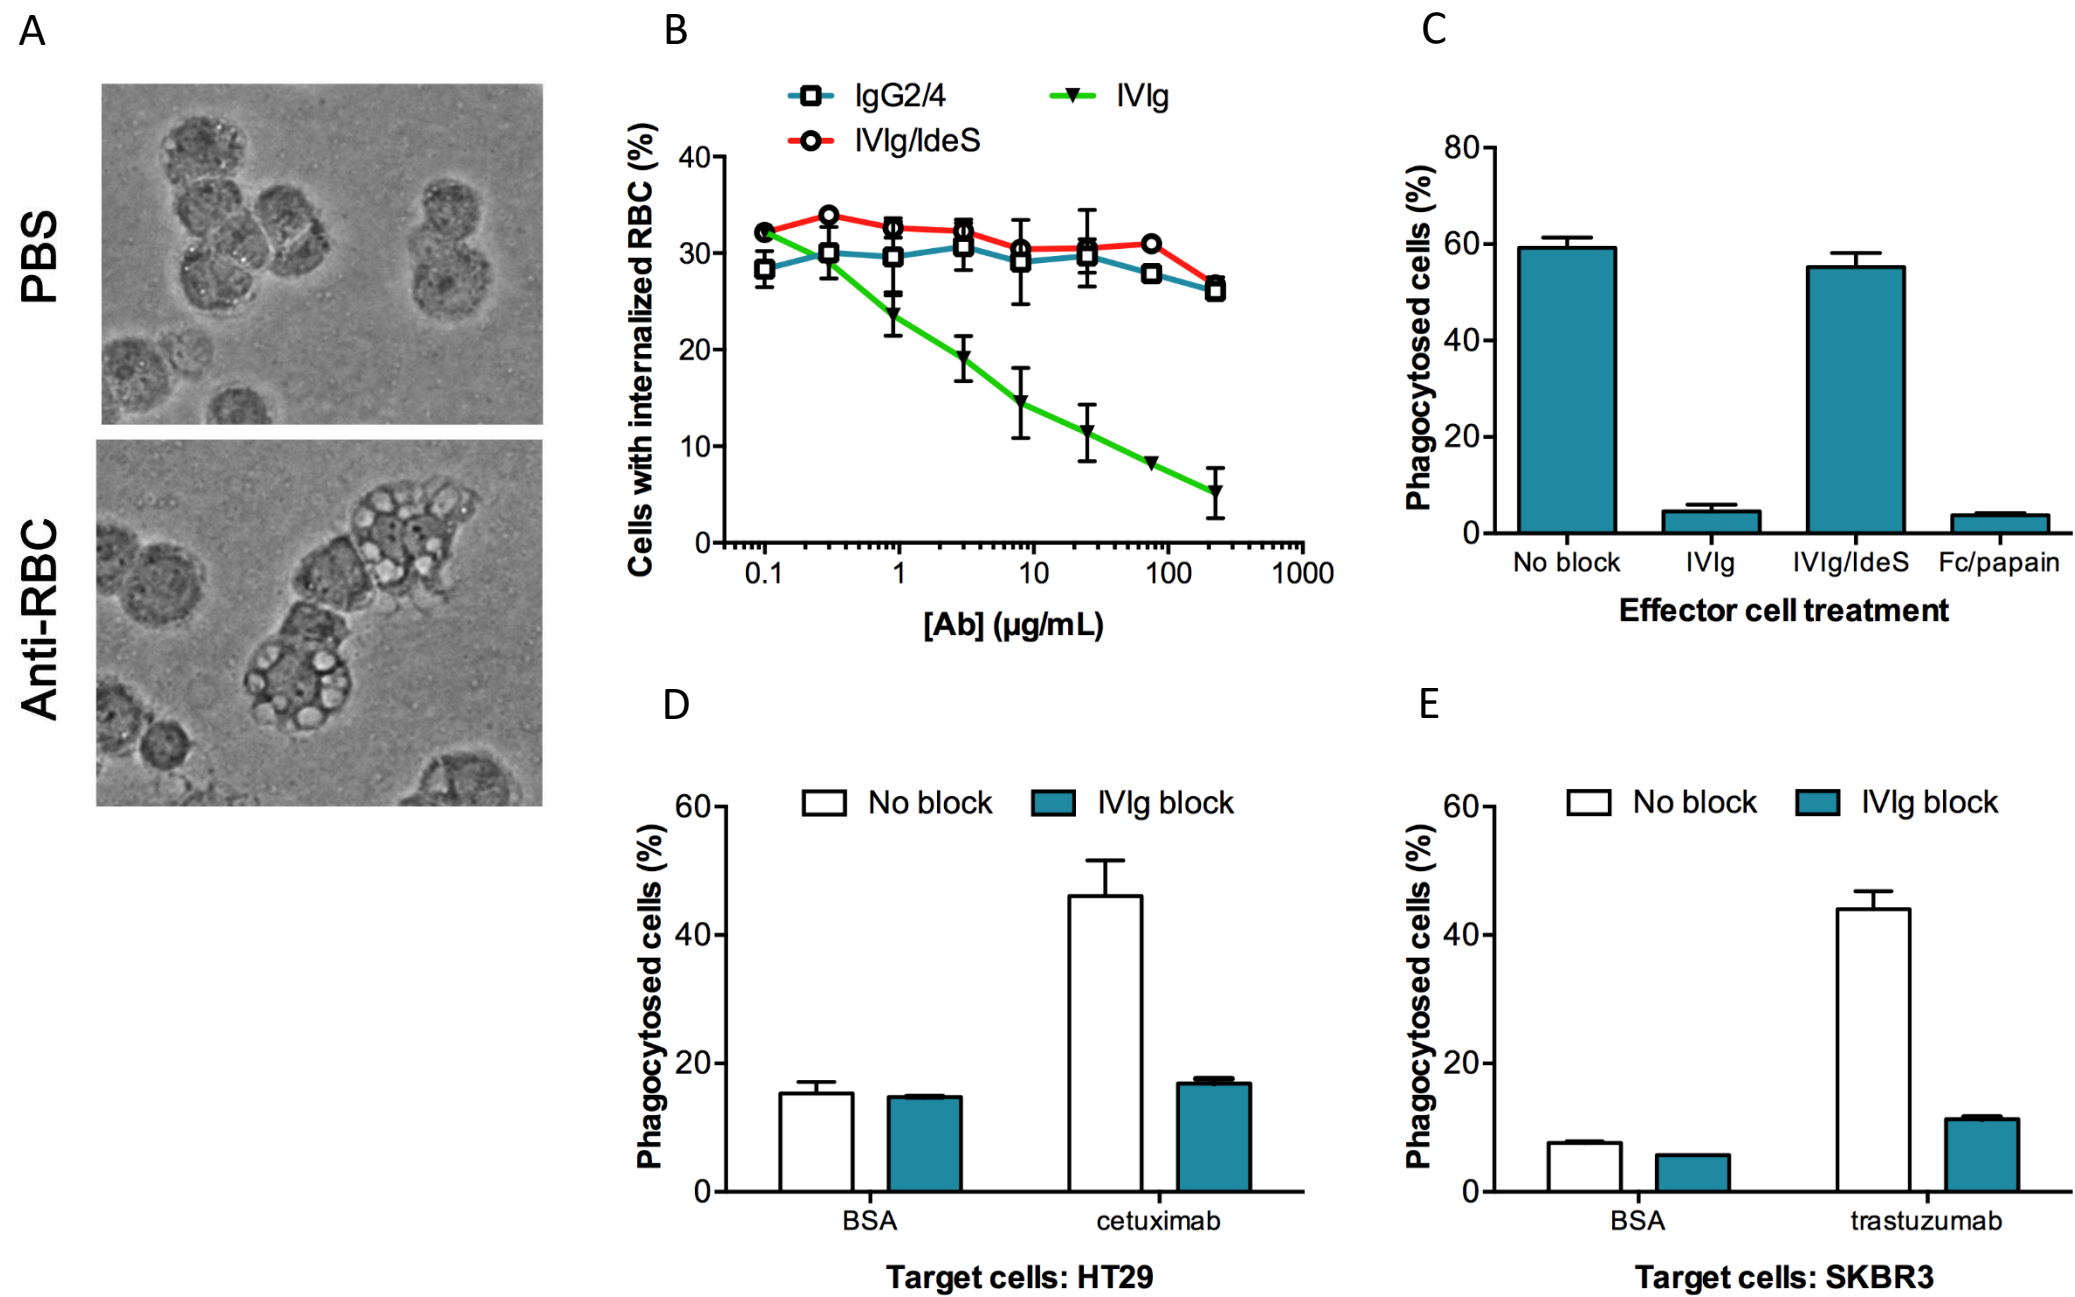 A
PBS
Anti-RBC
B
IgG2/4
IVIg
IVIg/IdeS
Cells with internalized RBC (%)
40
30
20
10
0
0.1
1
10
100
1000
[Ab] (µg/mL)
C
Phagocytosed cells (%)
80
60
40
20
0
No block
IVIg
IVIg/IdeS
Fc/papain
Effector cell treatment
D
No block
IVIg block
Phagocytosed cells (%)
60
40
20
0
BSA
cetuximab
Target cells: HT29
E
No block
IVIg block
Phagocytosed cells (%)
60
40
20
0
BSA
trastuzumab
Target cells: SKBR3